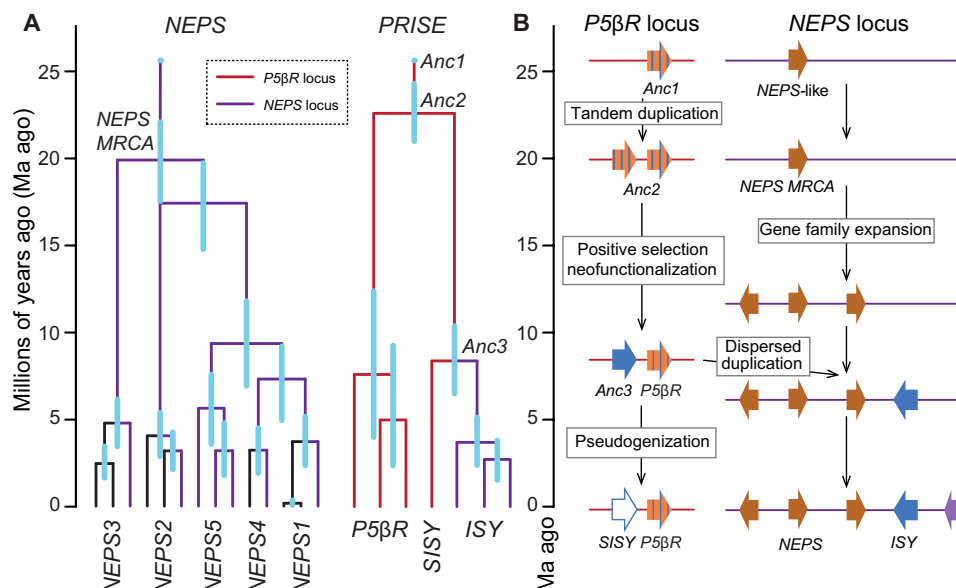 A
NEPS
PRISE
Millions of years ago (Ma ago)
25
20
15
10
5
0
P5βR locus
NEPS locus
Anc1
Anc2
NEPS
MRCA
Anc3
NEPS3
NEPS2
NEPS5
NEPS4
NEPS1
P5βR
SISY
ISY
B
P5βR locus
NEPS locus
25
20
15
10
5
0
Ma ago
Anc1
NEPS-like
Tandem duplication
Anc2
NEPS MRCA
Gene family expansion
Positive selection
neofunctionalization
Dispersed
duplication
Anc3
P5βR
Pseudogenization
SISY
P5βR
NEPS
ISY